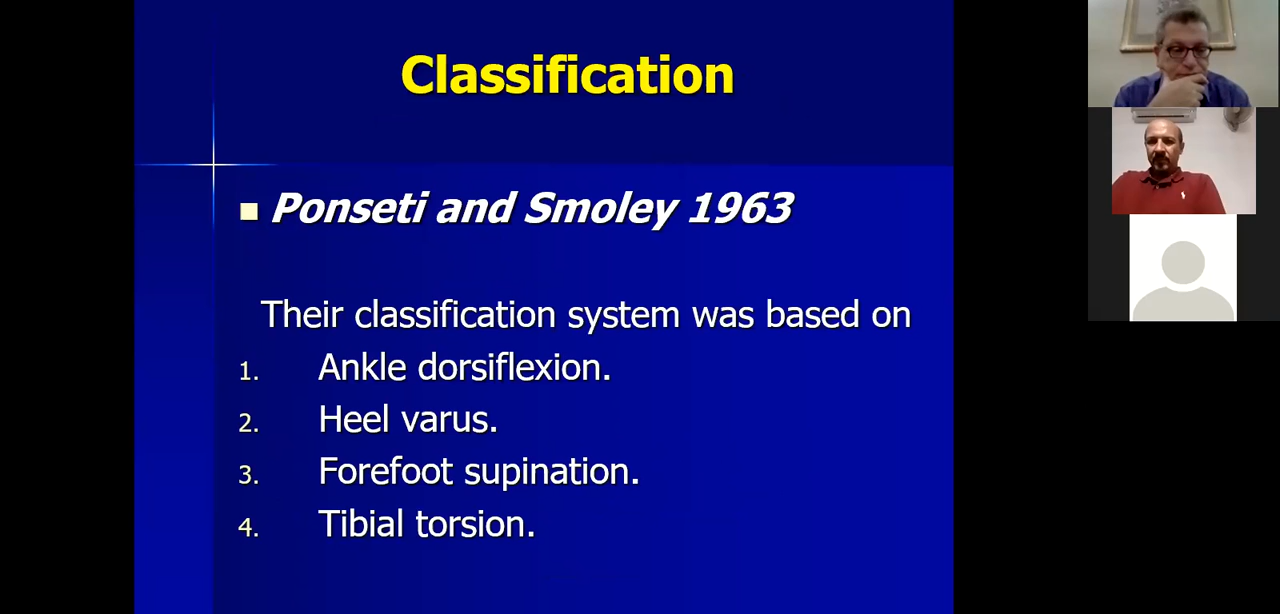 Classification
Ponseti and Smoley 1963
Their classification system was based on
1. Ankle dorsiflexion.
2. Heel varus.
3. Forefoot supination.
4. Tibial torsion.